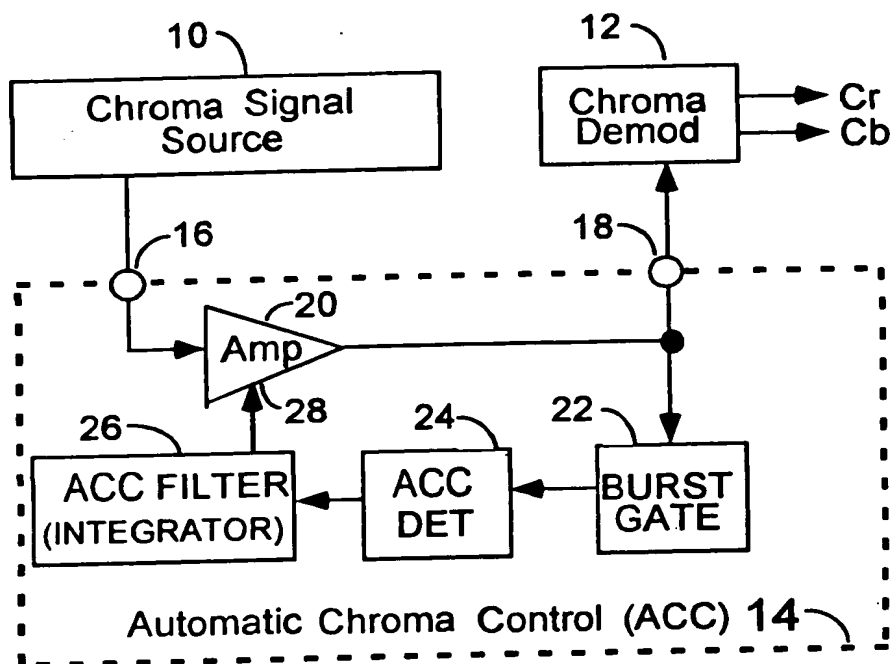 10
12
Chroma Signal
Source
Chroma
Demod
Cr
Cb
16
18
20
Amp
28
22
24
26
ACC FILTER
(INTEGRATOR)
ACC
DET
BURST
GATE
Automatic Chroma Control (ACC) 14